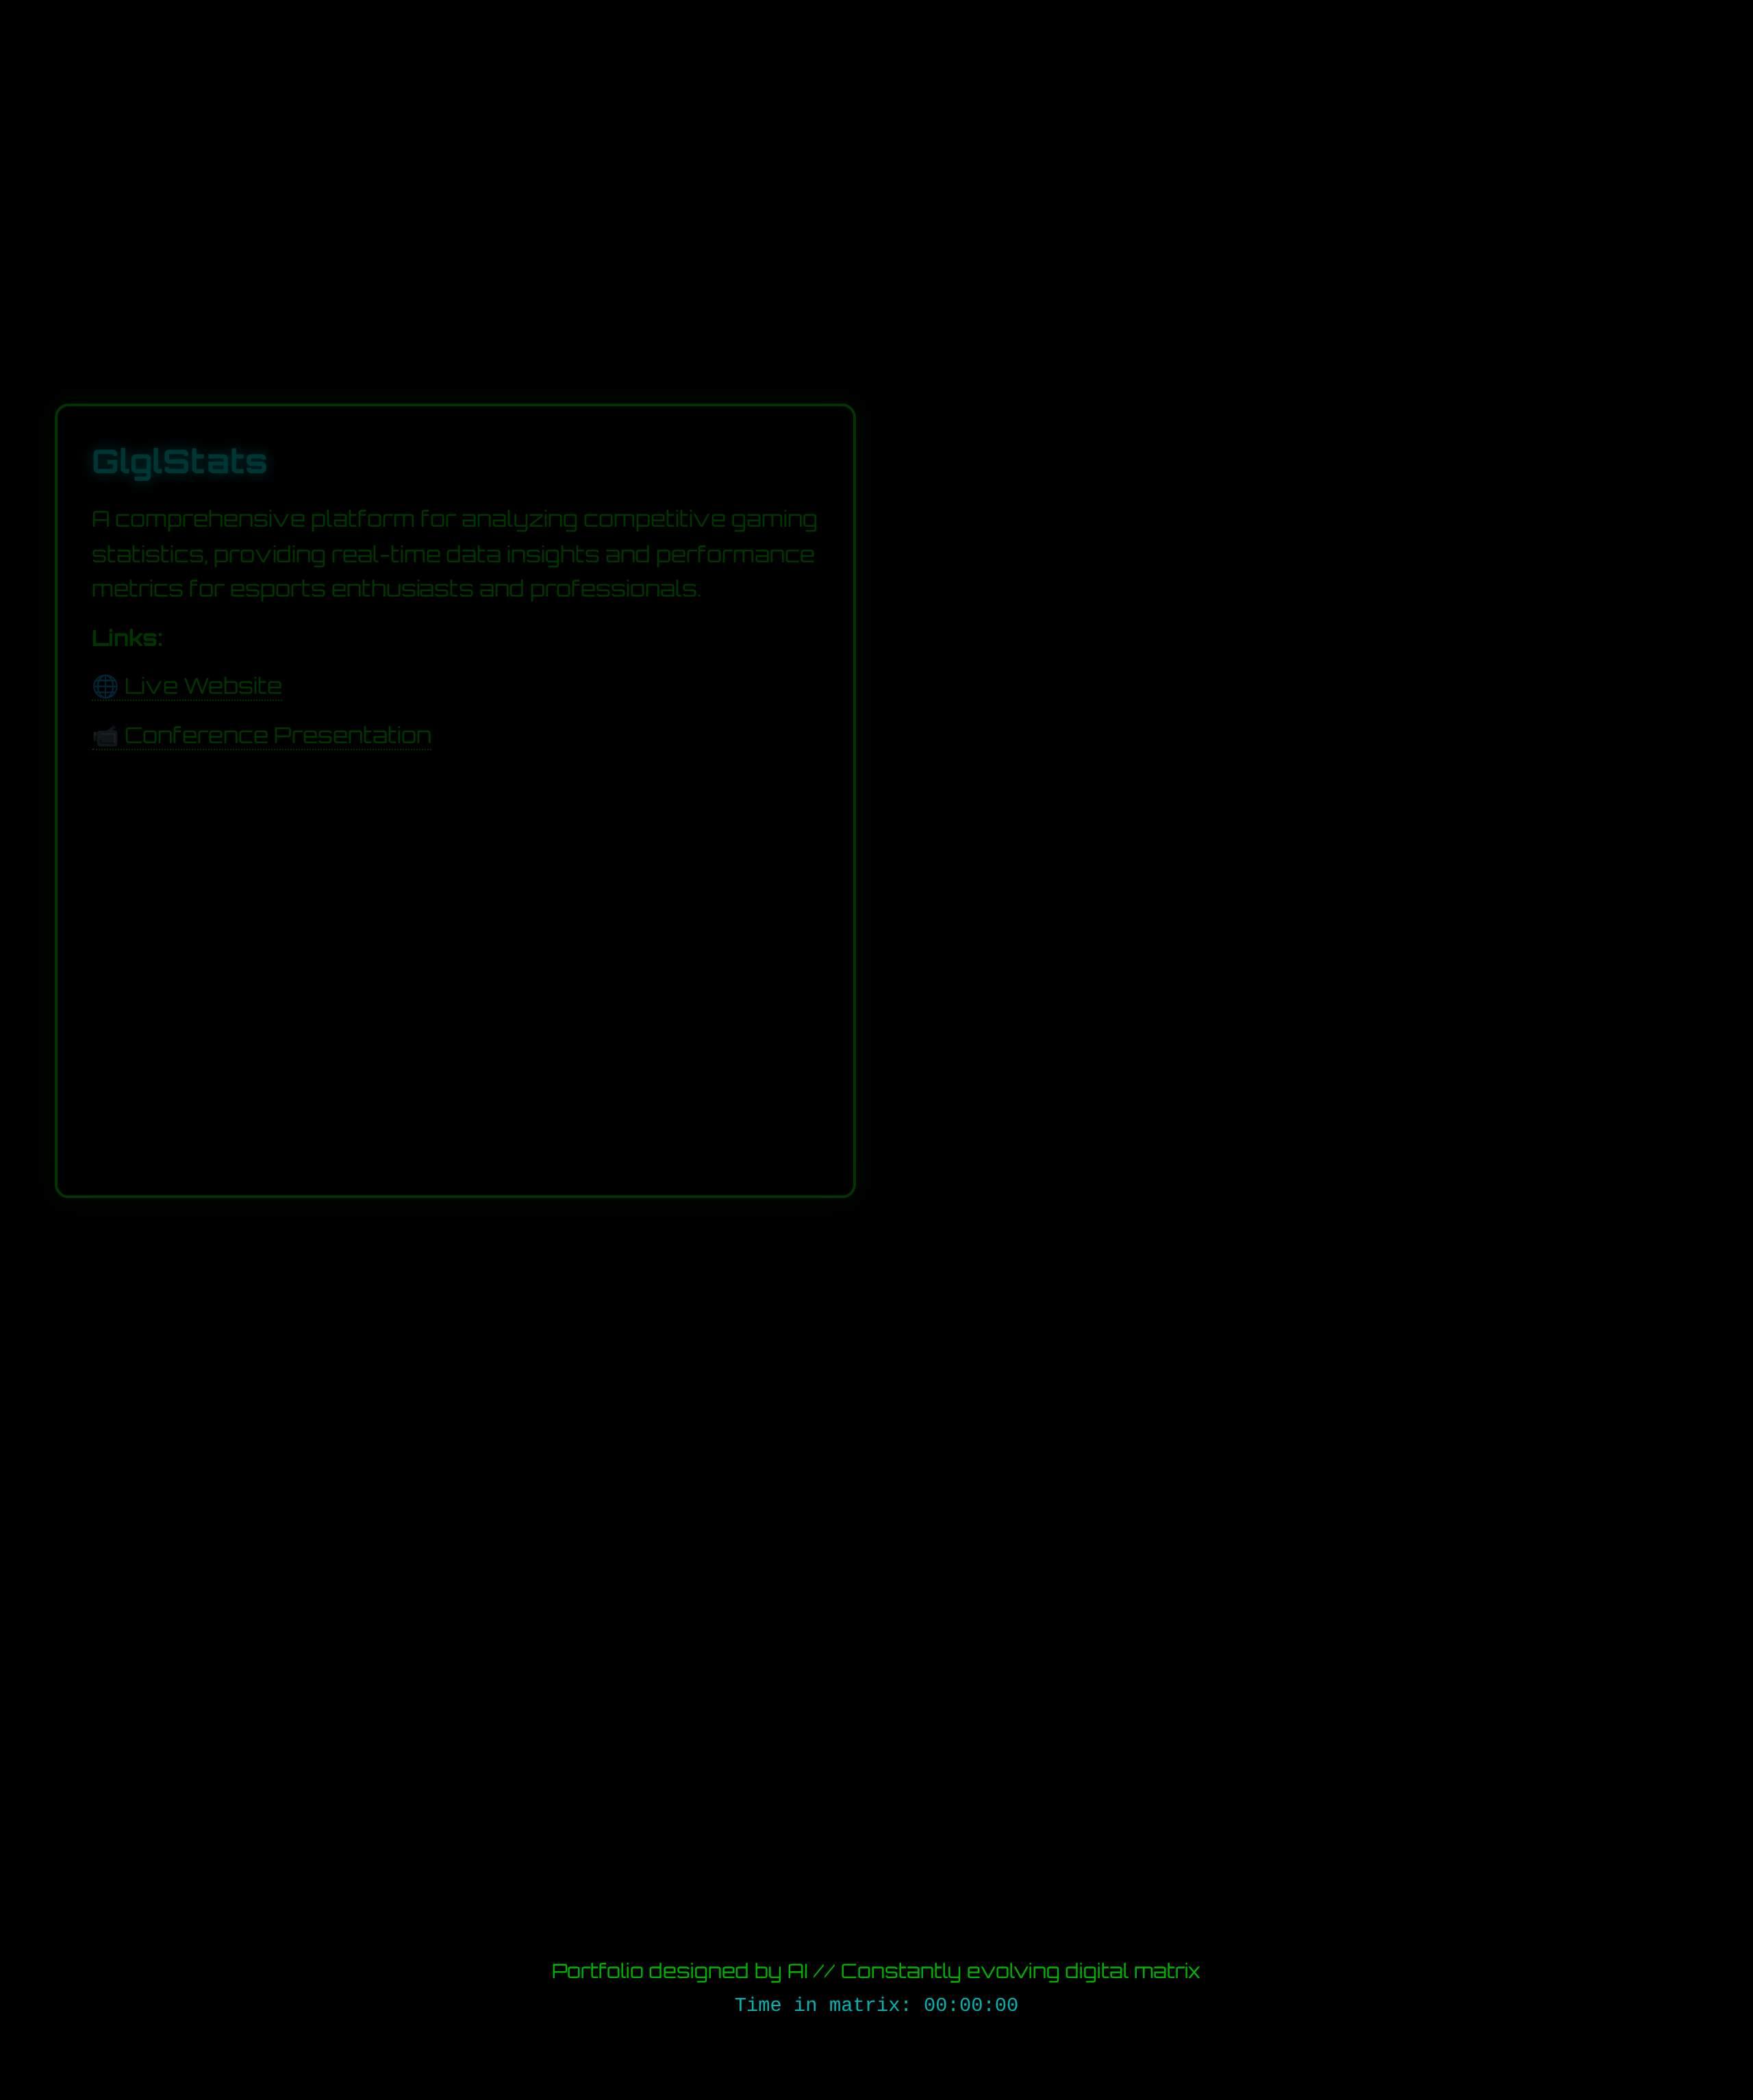 GlglStats
A comprehensive platform for analyzing competitive gaming
statistics, providing real-time data insights and performance
metrics for esports enthusiasts and professionals.
Links:
🌐 Live Website
📹 Conference Presentation
Portfolio designed by AI // Constantly evolving digital matrix
Time in matrix: 00:00:00